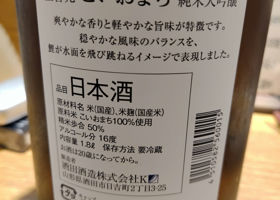 こいおまち 純米大吟醸
爽やかな香りと軽やかな旨味が特徴です。
穏やかな風味のバランスを、
鯉が水面を飛び跳ねるイメージで表現しました。
品目 日本酒
原材料名 米(国産)、米麹(国産米)
原料米 こいおまち100%使用
精米歩合 50%
アルコール分 16度
内容量 1.8ℓ 保存方法 要冷蔵
お酒は20歳になってから。
製造者
酒田酒造株式会社K
山形県酒田市日吉町2丁目3-25